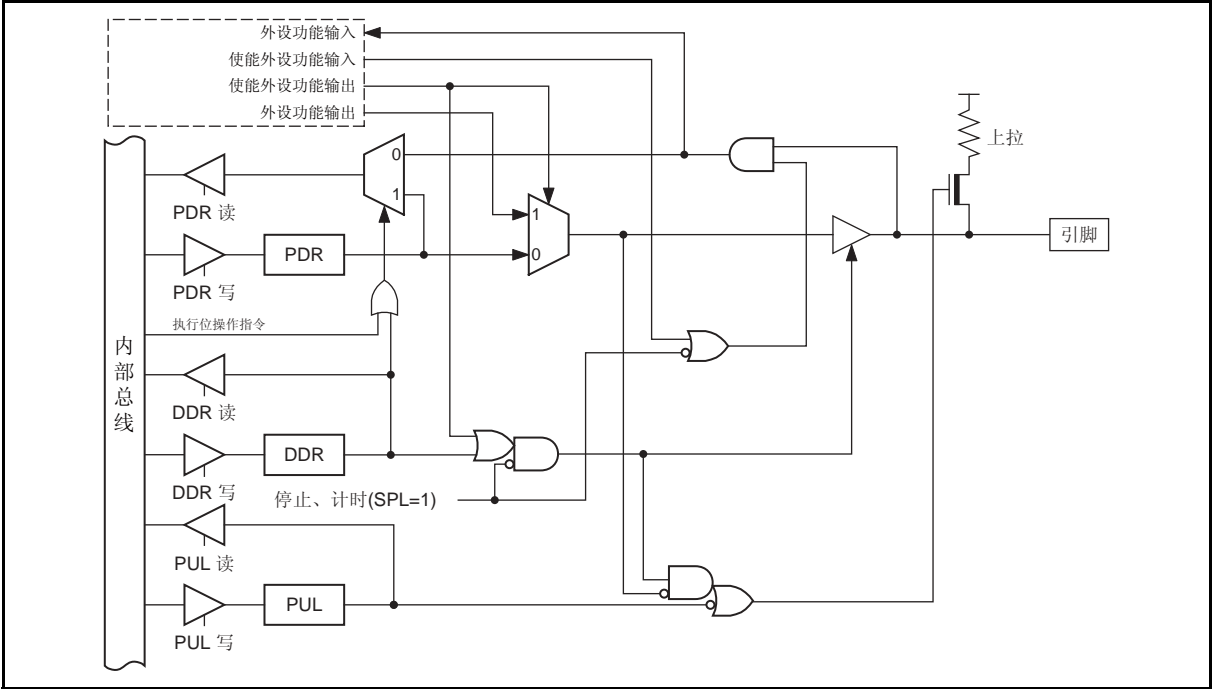 外设功能输入
使能外设功能输入
使能外设功能输出
外设功能输出
上拉
0
1
PDR 读
1
0
引脚
PDR
PDR 写
执行位操作指令
内部总线
DDR 读
DDR
DDR 写
停止、计时(SPL=1)
PUL 读
PUL
PUL 写